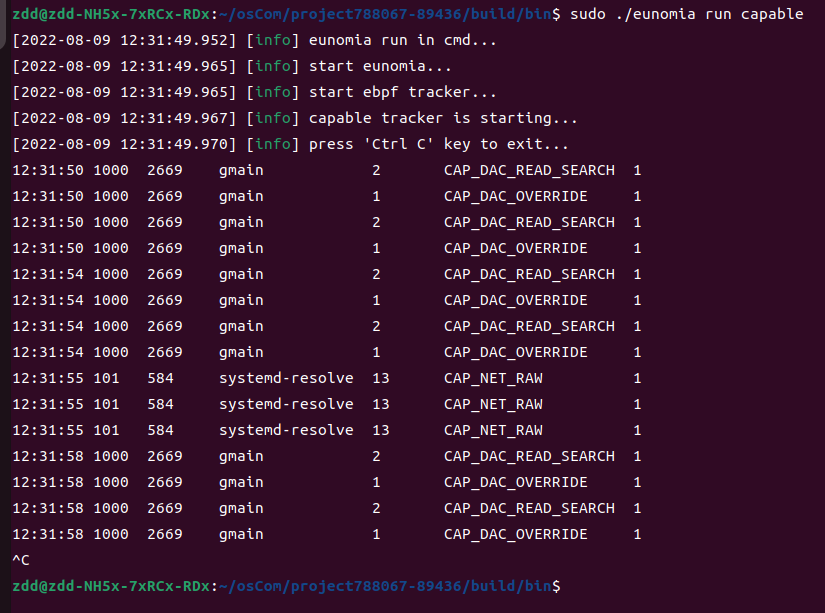 zdd@zdd-NH5x-7xRCx-RDx:~/osCom/project788067-89436/build/bin$ sudo ./eunomia run capable
[2022-08-09 12:31:49.952] [info] eunomia run in cmd...
[2022-08-09 12:31:49.965] [info] start eunomia...
[2022-08-09 12:31:49.965] [info] start ebpf tracker...
[2022-08-09 12:31:49.967] [info] capable tracker is starting...
[2022-08-09 12:31:49.970] [info] press 'Ctrl C' key to exit...
12:31:50 1000  2669    gmain            2       CAP_DAC_READ_SEARCH  1
12:31:50 1000  2669    gmain            1       CAP_DAC_OVERRIDE     1
12:31:50 1000  2669    gmain            2       CAP_DAC_READ_SEARCH  1
12:31:50 1000  2669    gmain            1       CAP_DAC_OVERRIDE     1
12:31:54 1000  2669    gmain            2       CAP_DAC_READ_SEARCH  1
12:31:54 1000  2669    gmain            1       CAP_DAC_OVERRIDE     1
12:31:54 1000  2669    gmain            2       CAP_DAC_READ_SEARCH  1
12:31:54 1000  2669    gmain            1       CAP_DAC_OVERRIDE     1
12:31:55 101   584     systemd-resolve  13      CAP_NET_RAW          1
12:31:55 101   584     systemd-resolve  13      CAP_NET_RAW          1
12:31:55 101   584     systemd-resolve  13      CAP_NET_RAW          1
12:31:58 1000  2669    gmain            2       CAP_DAC_READ_SEARCH  1
12:31:58 1000  2669    gmain            1       CAP_DAC_OVERRIDE     1
12:31:58 1000  2669    gmain            2       CAP_DAC_READ_SEARCH  1
12:31:58 1000  2669    gmain            1       CAP_DAC_OVERRIDE     1
^C
zdd@zdd-NH5x-7xRCx-RDx:~/osCom/project788067-89436/build/bin$